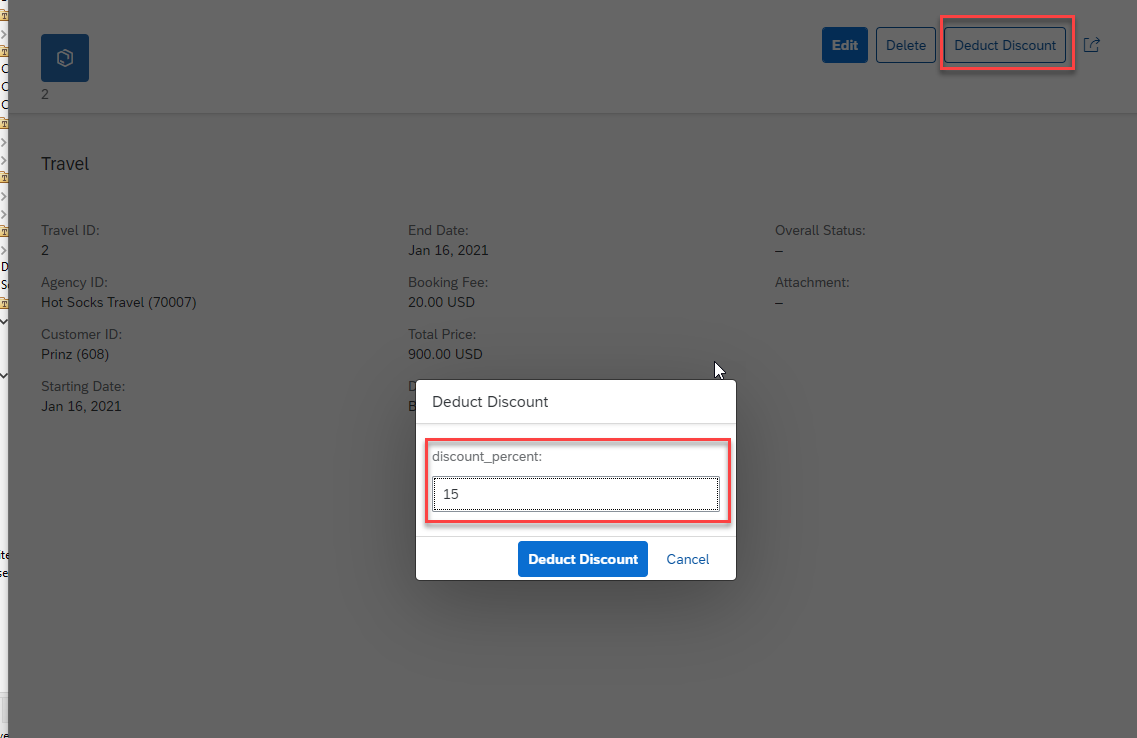 Edit Delete Deduct Discount
2
Travel
Travel ID:
2
End Date:
Jan 16, 2021
Overall Status:
–
Agency ID:
Hot Socks Travel (70007)
Booking Fee:
20.00 USD
Attachment:
–
Customer ID:
Prinz (608)
Total Price:
900.00 USD
Starting Date:
Jan 16, 2021
Deduct Discount
discount_percent:
15
Deduct Discount Cancel